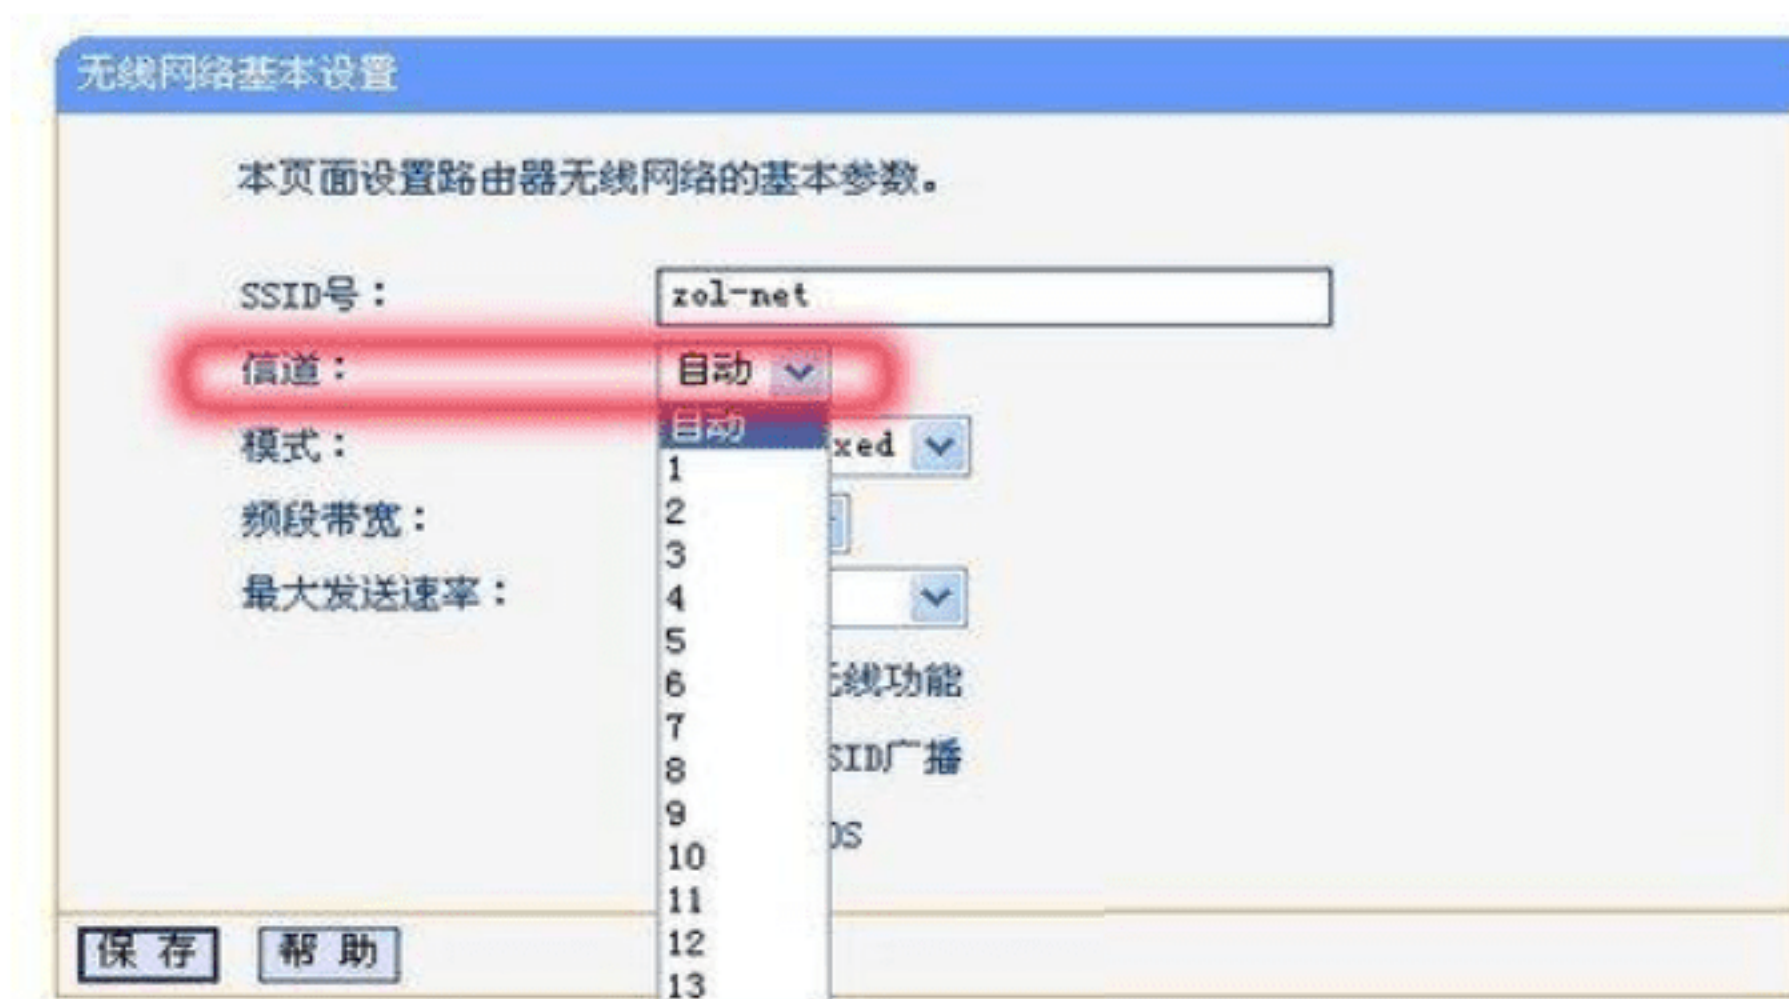 无线网络基本设置
本页面设置路由器无线网络的基本参数。
SSID号： zol-net
信道： 自动
自动
模式： xed
1
频段带宽：
2
3
最大发送速率：
4
5
6 线功能
7
8 SID广播
9
10 OS
11
保 存 帮 助
12
13